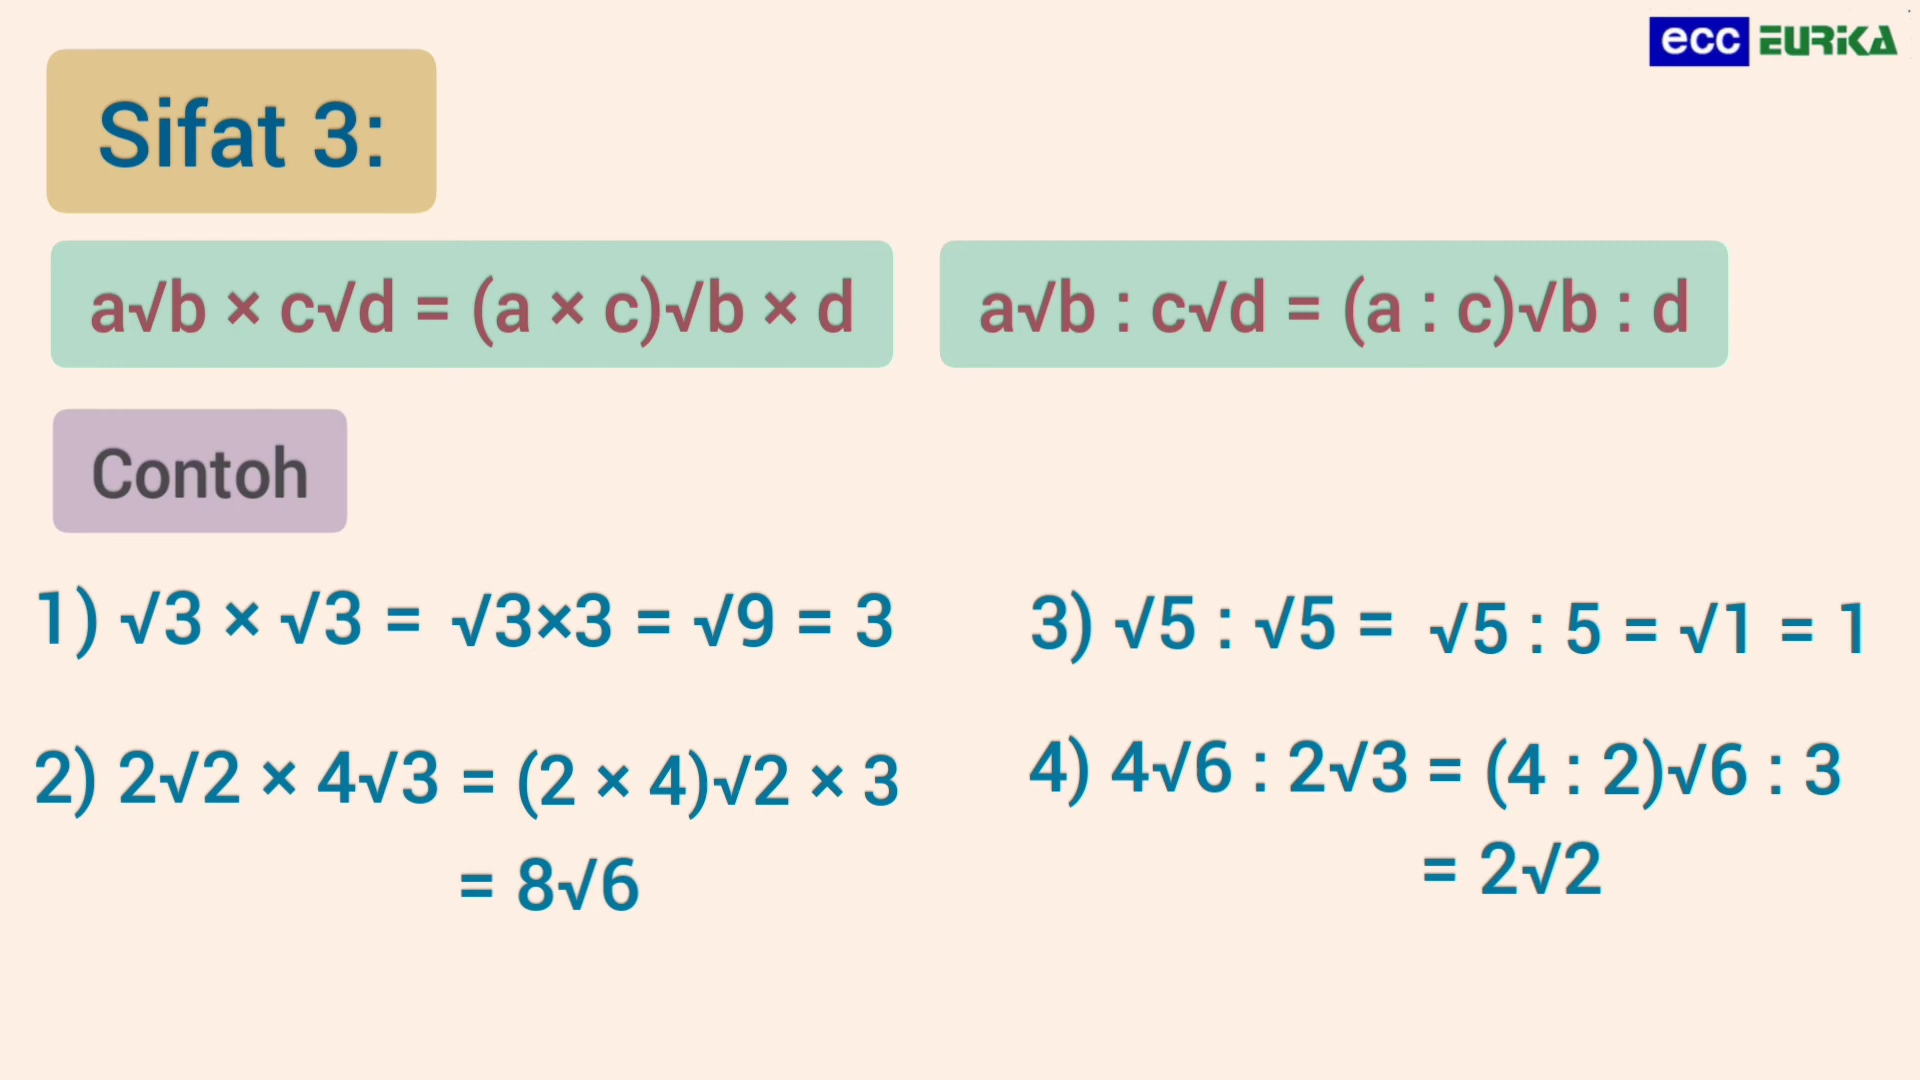 ecc EURiKA
Sifat 3:
a√b × c√d = (a × c)√b × d
a√b : c√d = (a : c)√b : d
Contoh
1) √3 × √3 = √3×3 = √9 = 3
2) 2√2 × 4√3 = (2 × 4)√2 × 3
= 8√6
3) √5 : √5 = √5 : 5 = √1 = 1
4) 4√6 : 2√3 = (4 : 2)√6 : 3
= 2√2